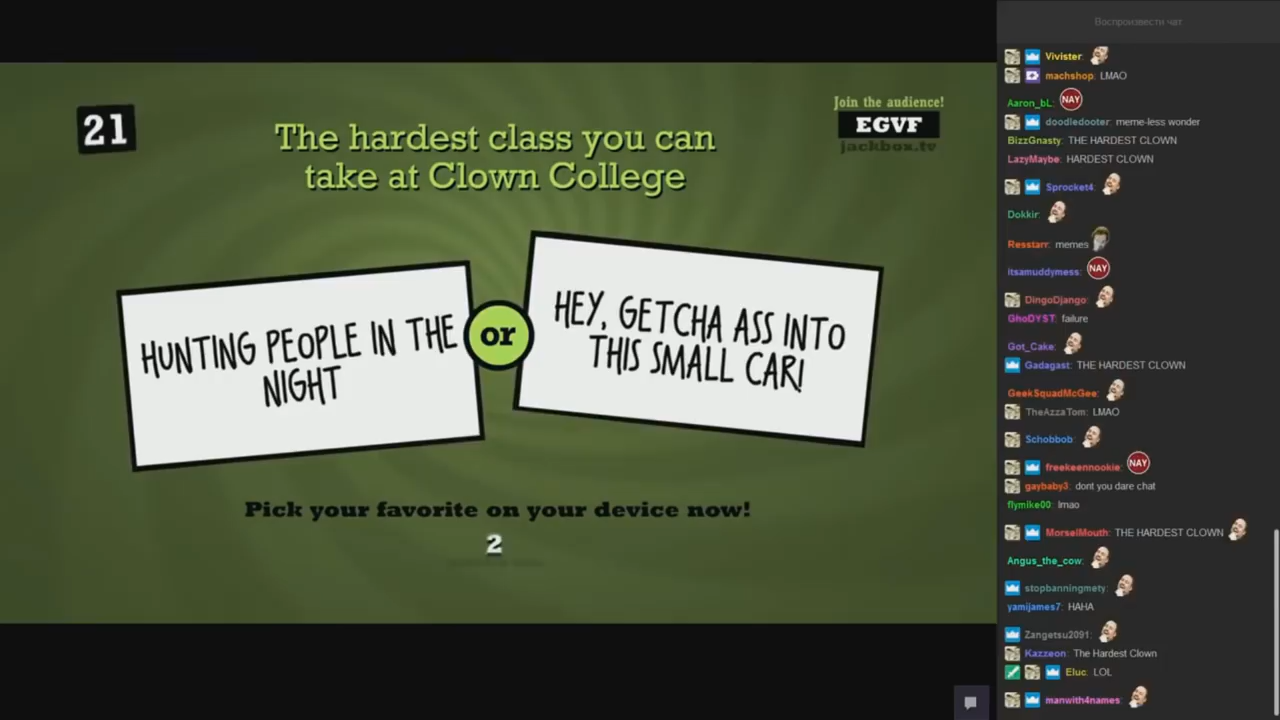 21
The hardest class you can
take at Clown College
Join the audience!
EGVF
jackbox.tv
HUNTING PEOPLE IN THE
NIGHT
or
HEY, GETCHA ASS INTO
THIS SMALL CAR!
Pick your favorite on your device now!
2
Воспроизвести чат
Vivister:
machshop: LMAO
Aaron_bL: NAY
doodledooter: meme-less wonder
BizzGnasty: THE HARDEST CLOWN
LazyMaybe: HARDEST CLOWN
Sprocket4:
Dokkir:
Resstarr: memes
itsamuddymess: NAY
DingoDjango:
GhoDYST: failure
Got_Cake:
Gadagast: THE HARDEST CLOWN
GeekSquadMcGee:
TheAzzaTom: LMAO
Schobbob:
freekeennookie: NAY
gaybaby3: dont you dare chat
flymike00: lmao
MorselMouth: THE HARDEST CLOWN
Angus_the_cow:
stopbanningmety:
yamijames7: HAHA
Zangetsu2091:
Kazzeon: The Hardest Clown
Eluc: LOL
manwith4names: